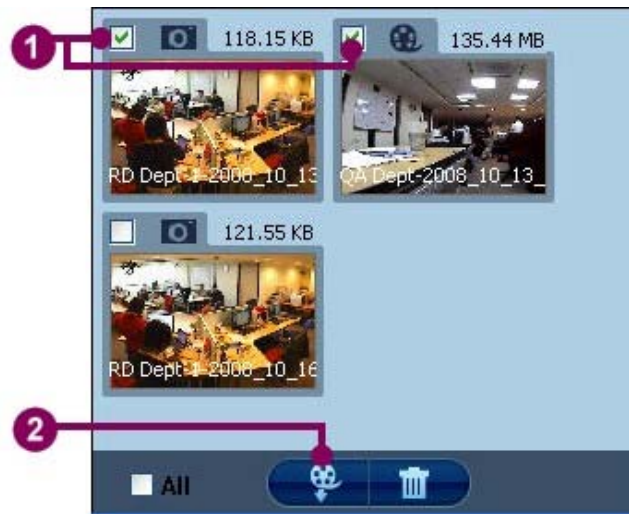 1
118.15 KB
135.44 MB
RD Dept-1-2008_10_13
QA Dept-2008_10_13_
121.55 KB
RD Dept-1-2008_10_16
2
All